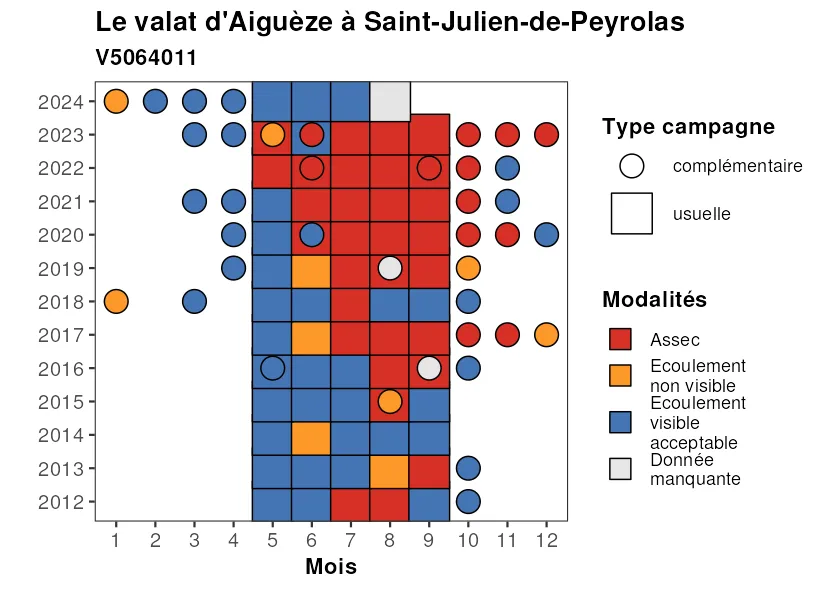 Le valat d'Aiguèze à Saint-Julien-de-Peyrolas
V5064011
2024
2023
2022
2021
2020
2019
2018
2017
2016
2015
2014
2013
2012
1 2 3 4 5 6 7 8 9 10 11 12
Mois
Type campagne
complémentaire
usuelle
Modalités
Assec
Ecoulement
non visible
Ecoulement
visible
acceptable
Donnée
manquante